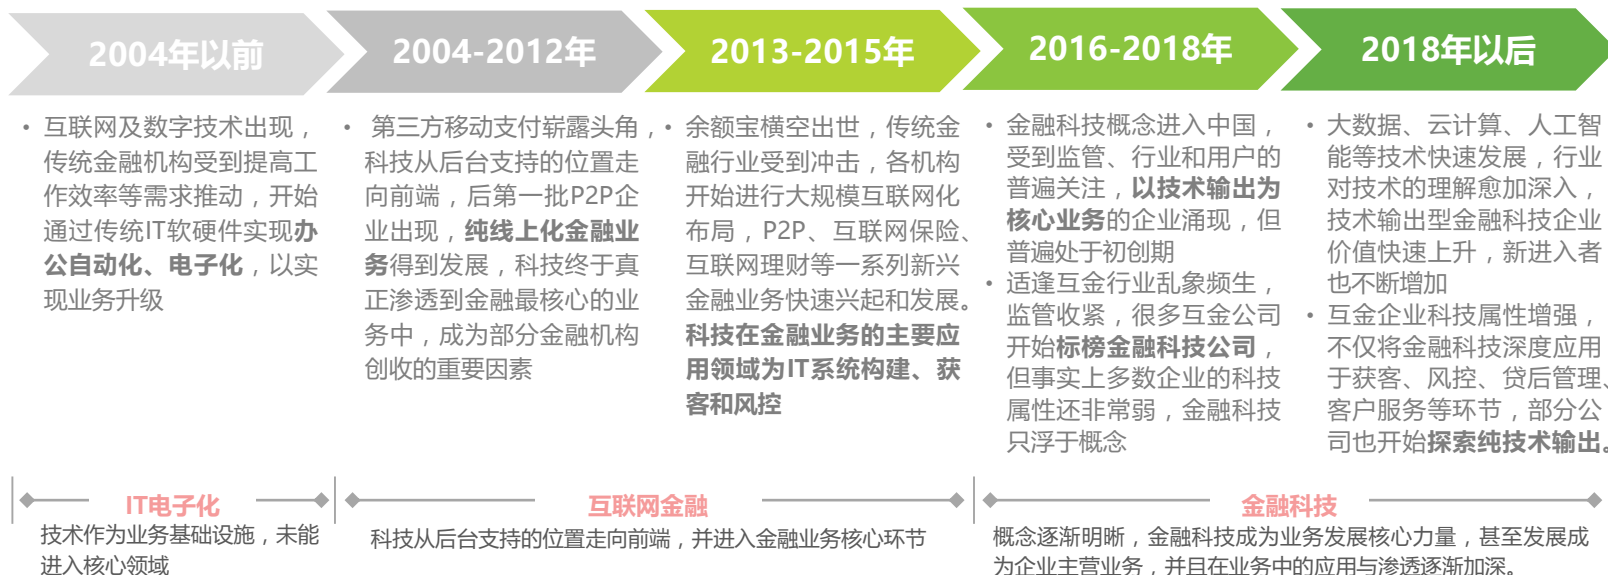 2004年以前
2004-2012年
2013-2015年
2016-2018年
2018年以后
• 互联网及数字技术出现，
传统金融机构受到提高工
作效率等需求推动，开始
通过传统IT软硬件实现办
公自动化、电子化，以实
现业务升级
• 第三方移动支付崭露头角，
科技从后台支持的位置走
向前端，后第一批P2P企
业出现，纯线上化金融业
务得到发展，科技终于真
正渗透到金融最核心的业
务中，成为部分金融机构
创收的重要因素
• 余额宝横空出世，传统金
融行业受到冲击，各机构
开始进行大规模互联网化
布局，P2P、互联网保险、
互联网理财等一系列新兴
金融业务快速兴起和发展。
科技在金融业务的主要应
用领域为IT系统构建、获
客和风控
• 金融科技概念进入中国，
受到监管、行业和用户的
普遍关注，以技术输出为
核心业务的企业涌现，但
普遍处于初创期
• 适逢互金行业乱象频生，
监管收紧，很多互金公司
开始标榜金融科技公司，
但事实上多数企业的科技
属性还非常弱，金融科技
只浮于概念
• 大数据、云计算、人工智
能等技术快速发展，行业
对技术的理解愈加深入，
技术输出型金融科技企业
价值快速上升，新进入者
也不断增加
• 互金企业科技属性增强，
不仅将金融科技深度应用
于获客、风控、贷后管理、
客户服务等环节，部分公
司也开始探索纯技术输出。
IT电子化
技术作为业务基础设施，未能
进入核心领域
互联网金融
科技从后台支持的位置走向前端，并进入金融业务核心环节
金融科技
概念逐渐明晰，金融科技成为业务发展核心力量，甚至发展成
为企业主营业务，并且在业务中的应用与渗透逐渐加深。